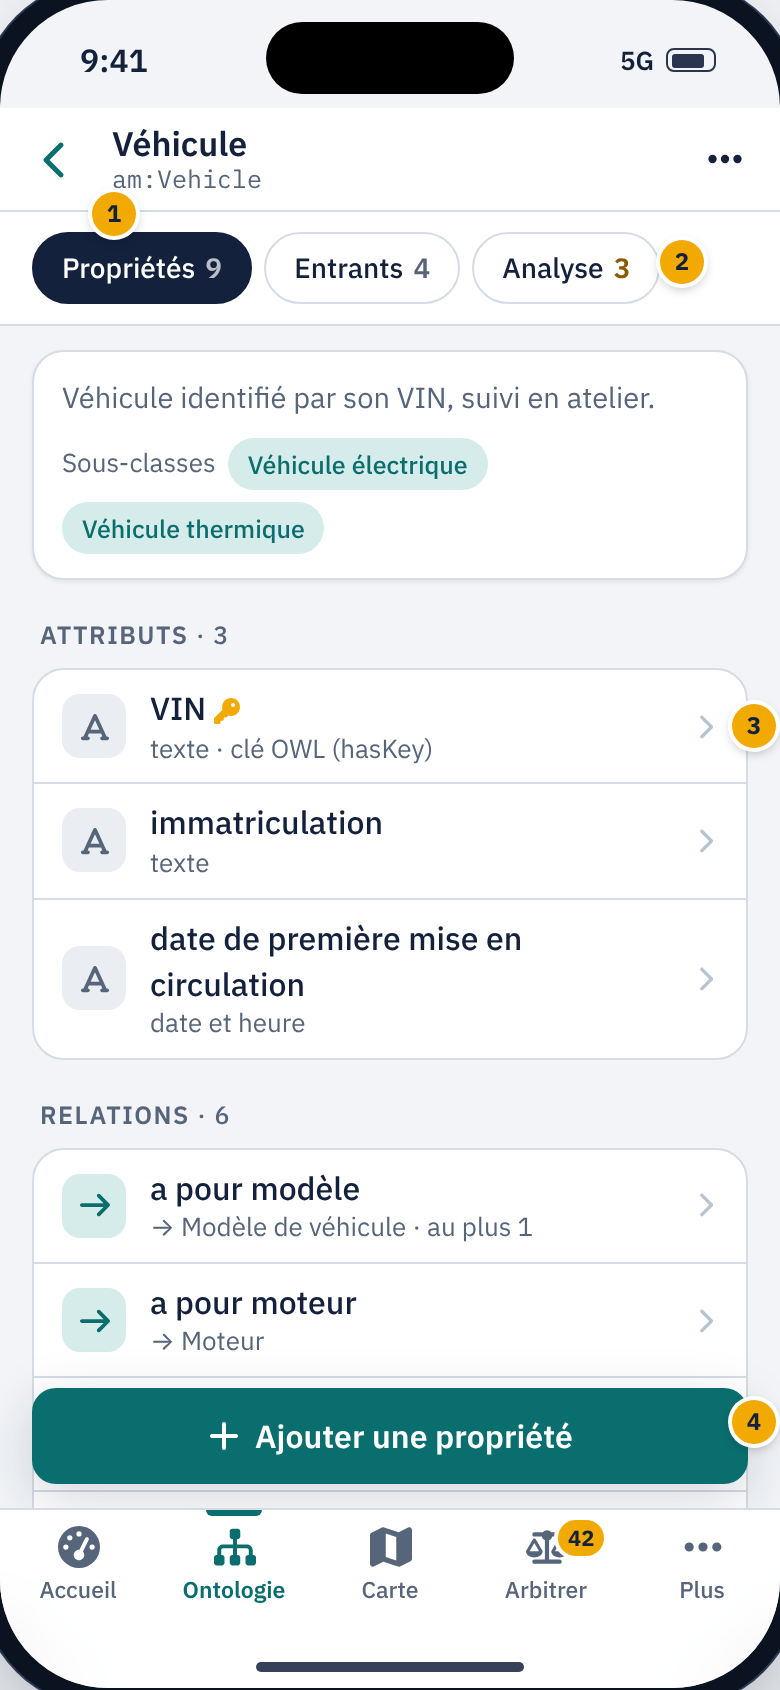 9:41
5G
Véhicule
am:Vehicle
1
Propriétés 9
Entrants 4
Analyse 3
2
Véhicule identifié par son VIN, suivi en atelier.
Sous-classes Véhicule électrique
Véhicule thermique
ATTRIBUTS · 3
A
VIN
texte · clé OWL (hasKey)
3
A
immatriculation
texte
A
date de première mise en
circulation
date et heure
RELATIONS · 6
→
a pour modèle
→ Modèle de véhicule · au plus 1
→
a pour moteur
→ Moteur
+ Ajouter une propriété
4
42
Accueil
Ontologie
Carte
Arbitrer
Plus